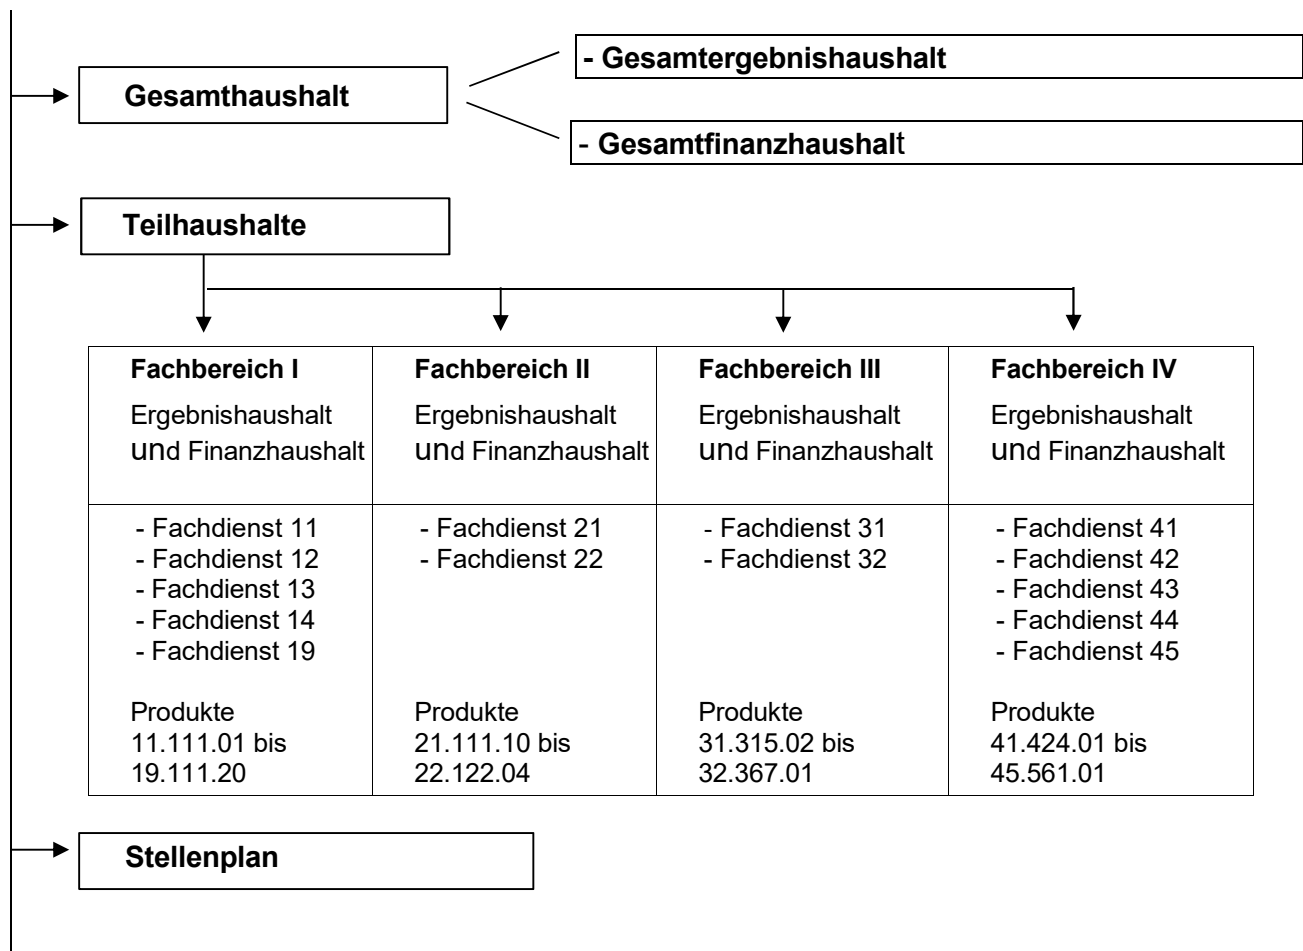 - Gesamtergebnishaushalt
Gesamthaushalt
- Gesamtfinanzhaushalt
Teilhaushalte
Fachbereich I
Ergebnishaushalt
und Finanzhaushalt
- Fachdienst 11
- Fachdienst 12
- Fachdienst 13
- Fachdienst 14
- Fachdienst 19
Produkte
11.111.01 bis
19.111.20
Fachbereich II
Ergebnishaushalt
und Finanzhaushalt
- Fachdienst 21
- Fachdienst 22
Produkte
21.111.10 bis
22.122.04
Fachbereich III
Ergebnishaushalt
und Finanzhaushalt
- Fachdienst 31
- Fachdienst 32
Produkte
31.315.02 bis
32.367.01
Fachbereich IV
Ergebnishaushalt
und Finanzhaushalt
- Fachdienst 41
- Fachdienst 42
- Fachdienst 43
- Fachdienst 44
- Fachdienst 45
Produkte
41.424.01 bis
45.561.01
Stellenplan